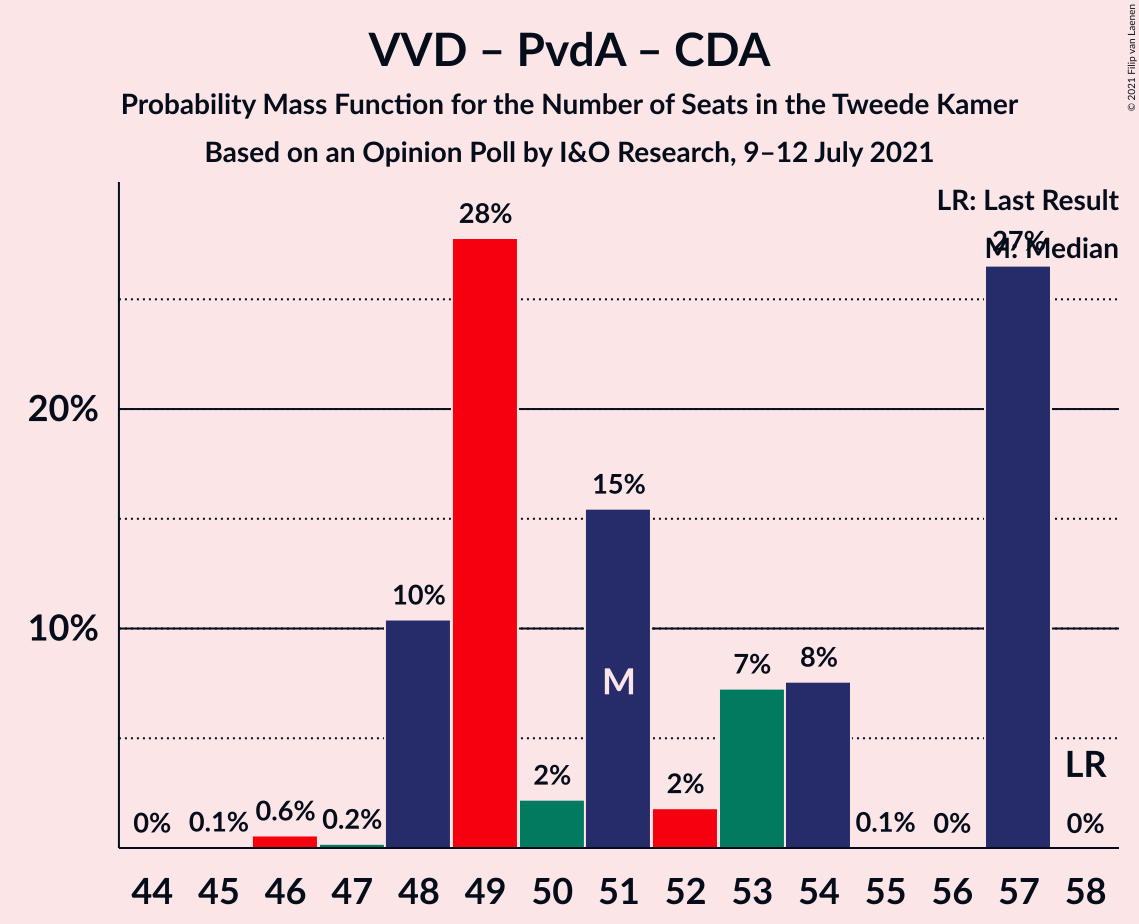 VVD – PvdA – CDA
Probability Mass Function for the Number of Seats in the Tweede Kamer
Based on an Opinion Poll by I&O Research, 9–12 July 2021
© 2021 Filip van Laenen
LR: Last Result
M: Median
28%
27%
20%
15%
10%
10%
M
7%
8%
2%
2%
LR
0%
0.1%
0.6%
0.2%
0.1%
0%
0%
44 45 46 47 48 49 50 51 52 53 54 55 56 57 58